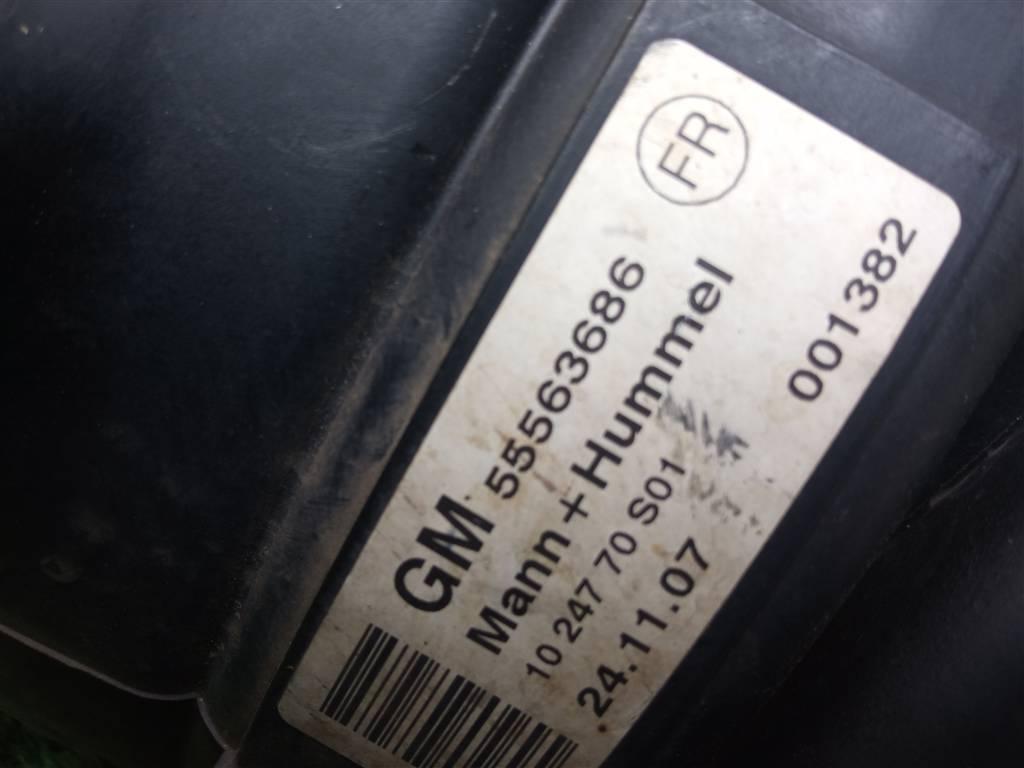 FR
GM 55563686
Mann+Hummel
10 247 70 S01
24.11.07 001382